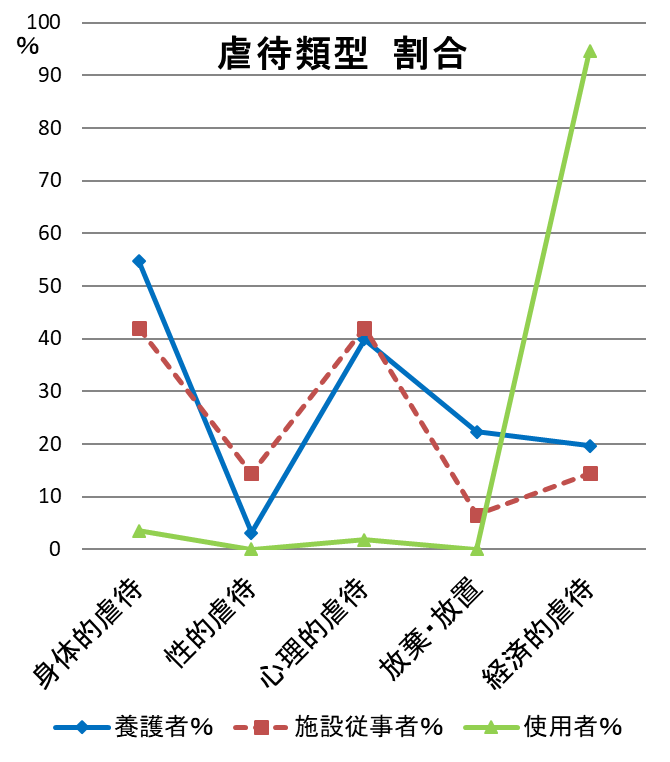 虐待類型 割合
%
100
90
80
70
60
50
40
30
20
10
0
身体的虐待
性的虐待
心理的虐待
放棄・放置
経済的虐待
養護者%
施設従事者%
使用者%